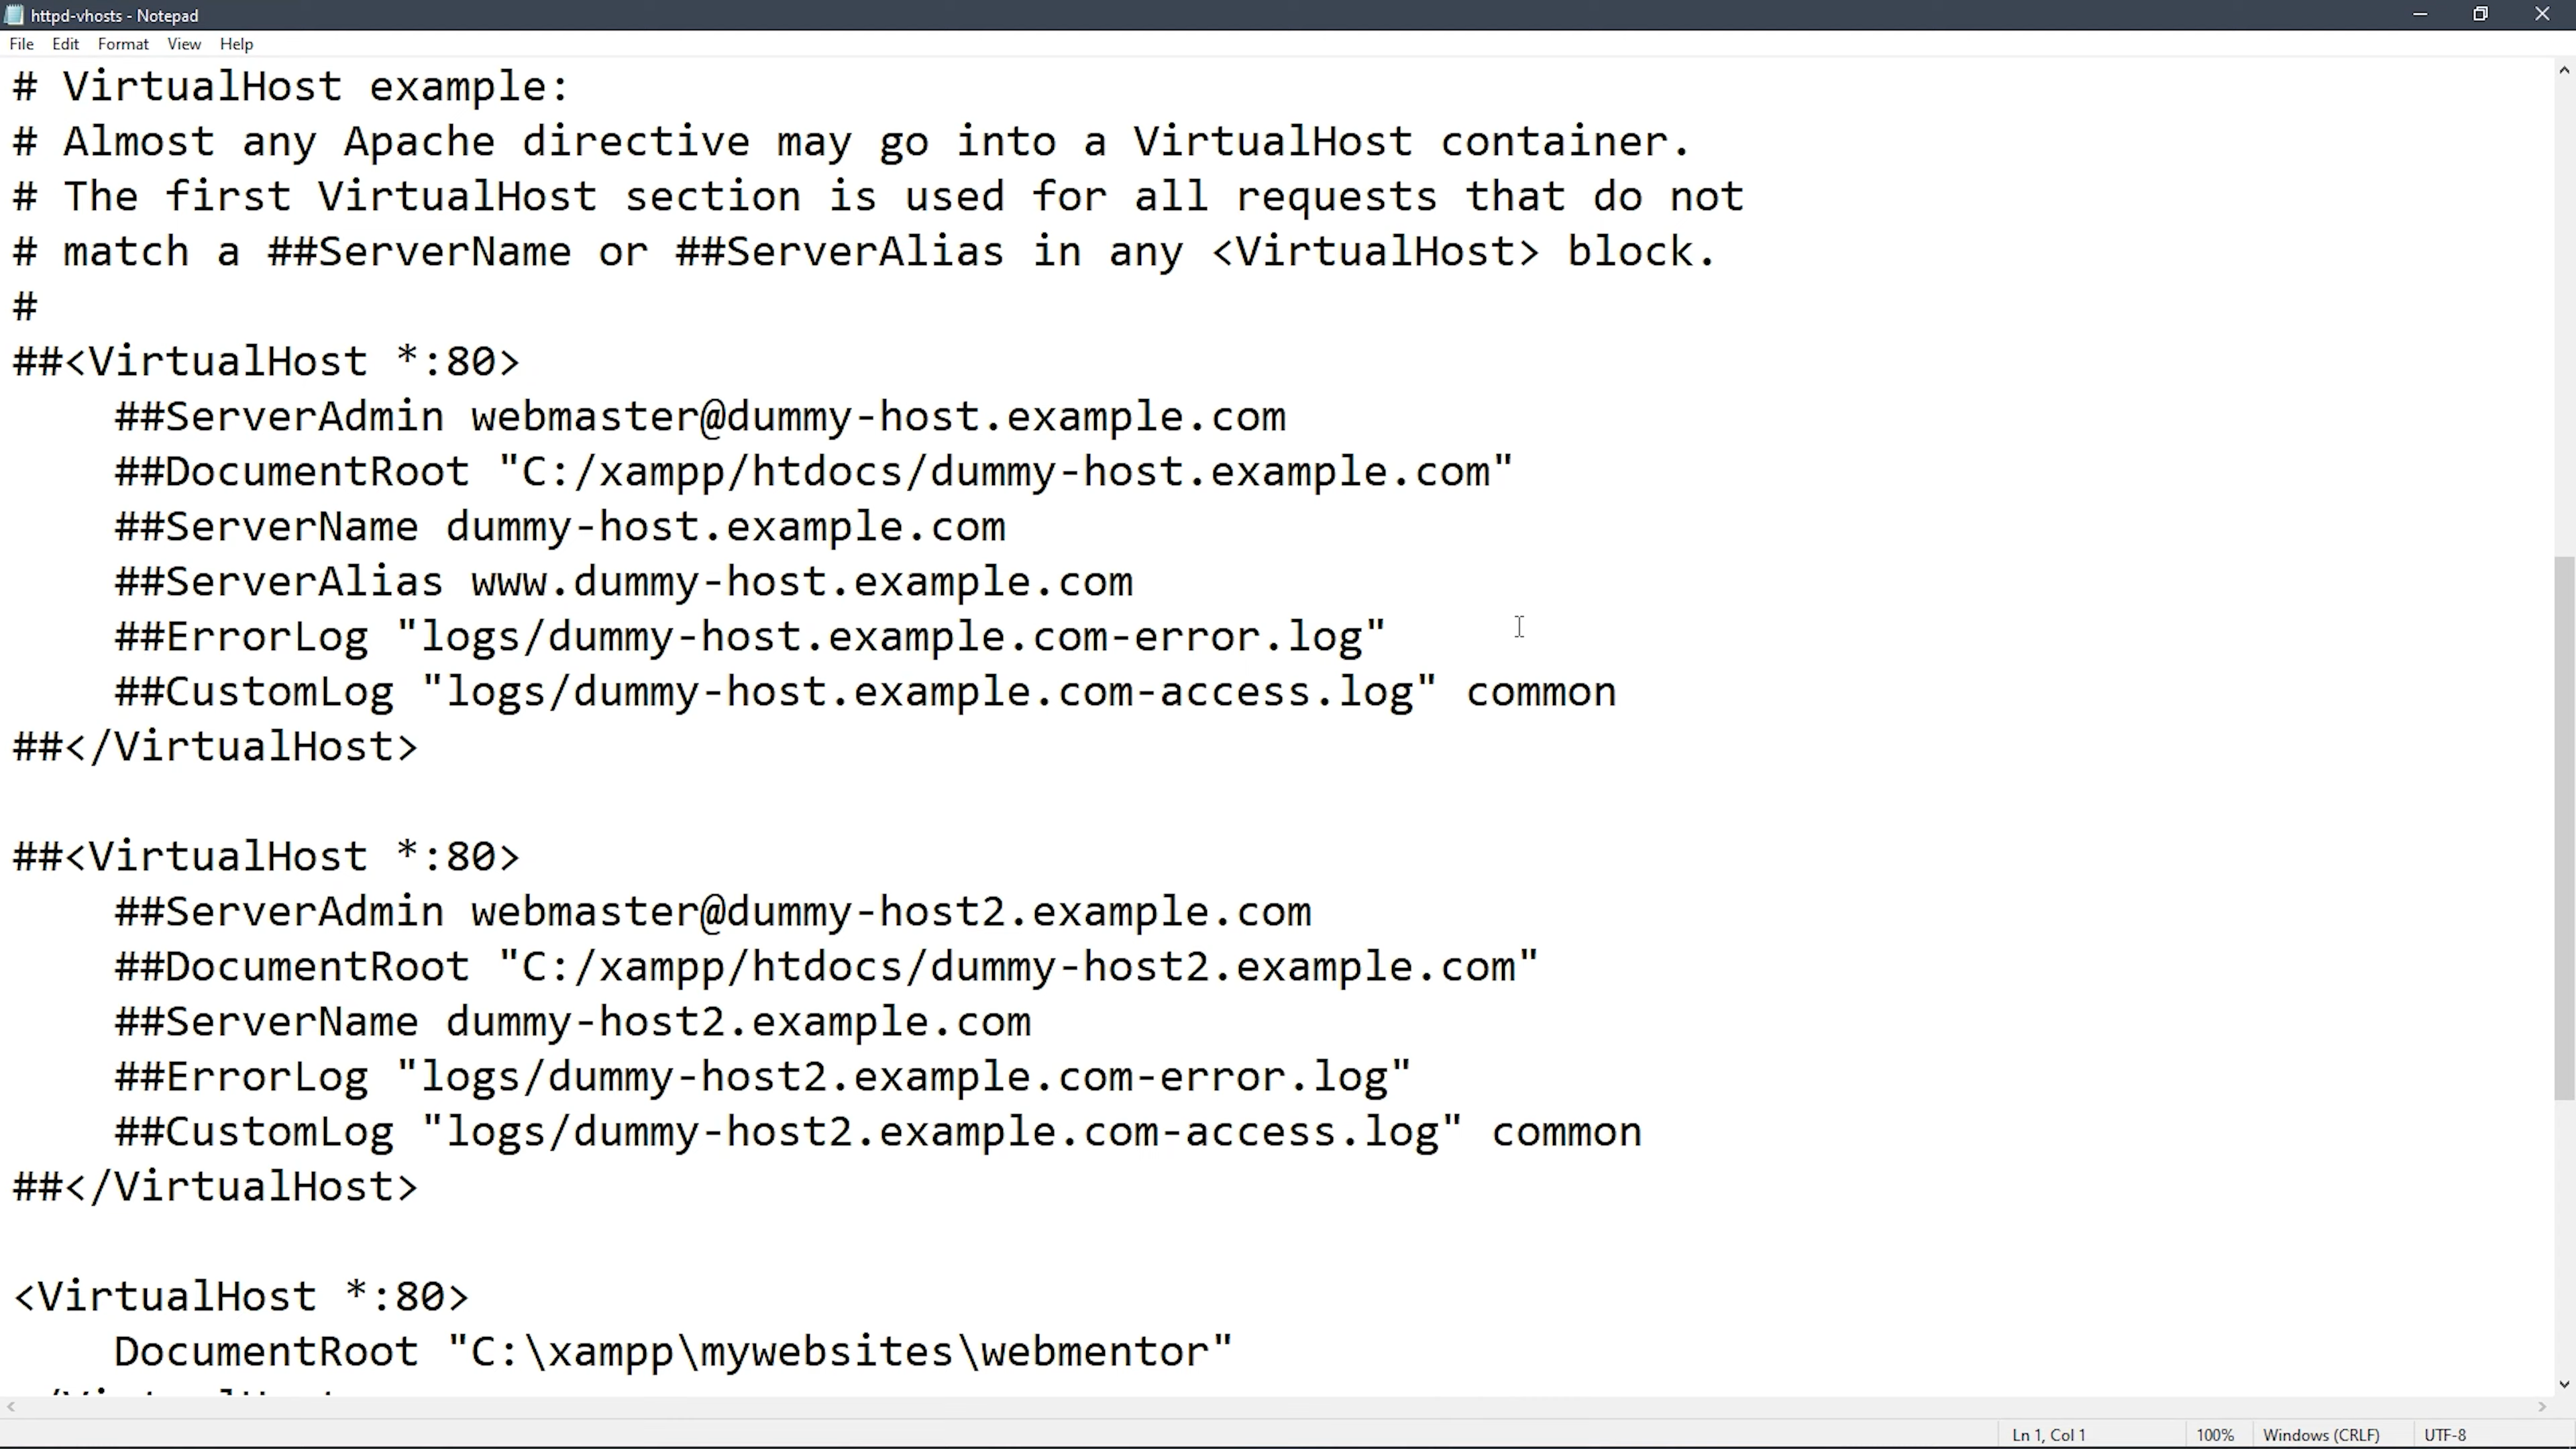 httpd-vhosts - Notepad
File Edit Format View Help
# VirtualHost example:
# Almost any Apache directive may go into a VirtualHost container.
# The first VirtualHost section is used for all requests that do not
# match a ##ServerName or ##ServerAlias in any <VirtualHost> block.
#
##<VirtualHost *:80>
##ServerAdmin webmaster@dummy-host.example.com
##DocumentRoot "C:/xampp/htdocs/dummy-host.example.com"
##ServerName dummy-host.example.com
##ServerAlias www.dummy-host.example.com
##ErrorLog "logs/dummy-host.example.com-error.log"
##CustomLog "logs/dummy-host.example.com-access.log" common
##</VirtualHost>
##<VirtualHost *:80>
##ServerAdmin webmaster@dummy-host2.example.com
##DocumentRoot "C:/xampp/htdocs/dummy-host2.example.com"
##ServerName dummy-host2.example.com
##ErrorLog "logs/dummy-host2.example.com-error.log"
##CustomLog "logs/dummy-host2.example.com-access.log" common
##</VirtualHost>
<VirtualHost *:80>
DocumentRoot "C:\xampp\mywebsites\webmentor"
Ln 1, Col 1 100% Windows (CRLF) UTF-8